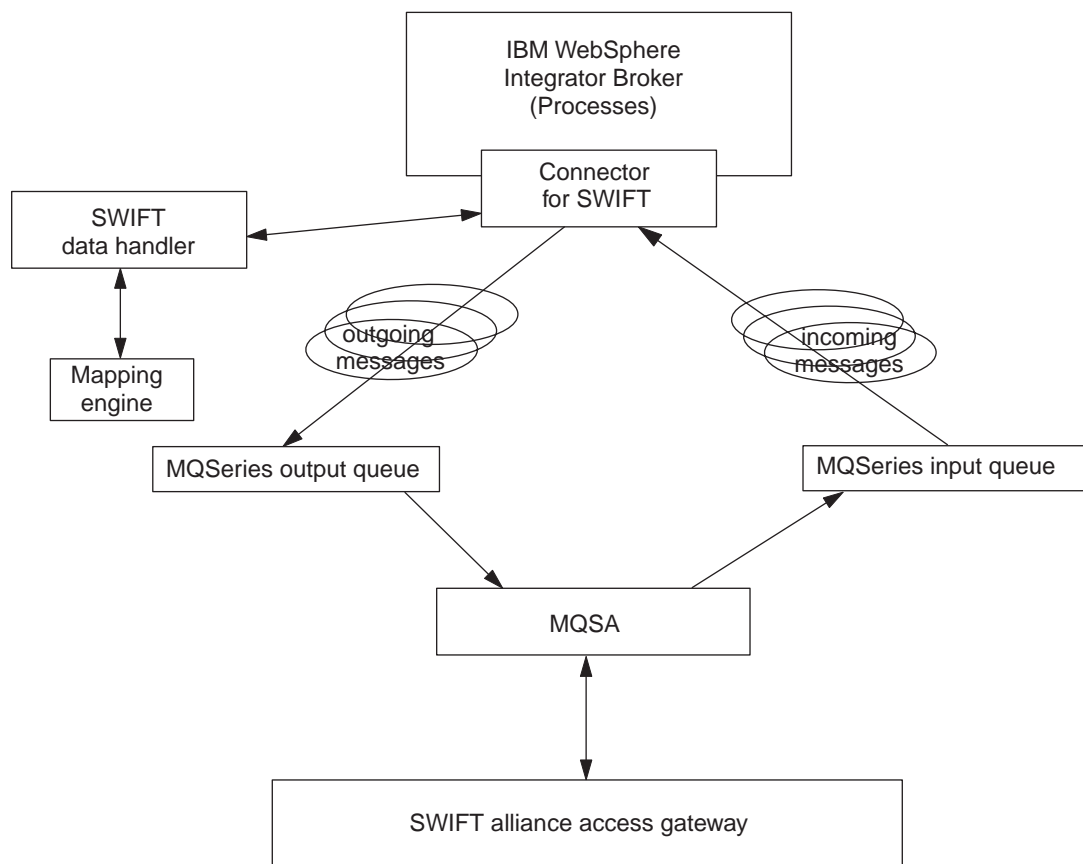 IBM WebSphere
Integrator Broker
(Processes)
Connector
for SWIFT
SWIFT
data handler
outgoing
messages
incoming
messages
Mapping
engine
MQSeries output queue
MQSeries input queue
MQSA
SWIFT alliance access gateway